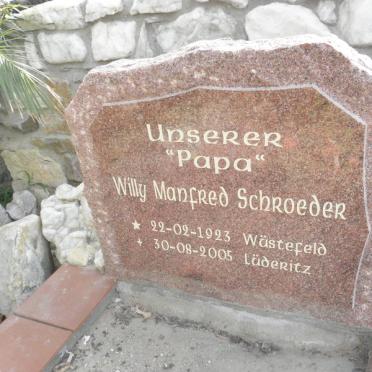 Unserer
"Papa"
Willy Manfred Schroeder
* 22-02-1923 Wüstefeld
+ 30-08-2005 Lüderitz